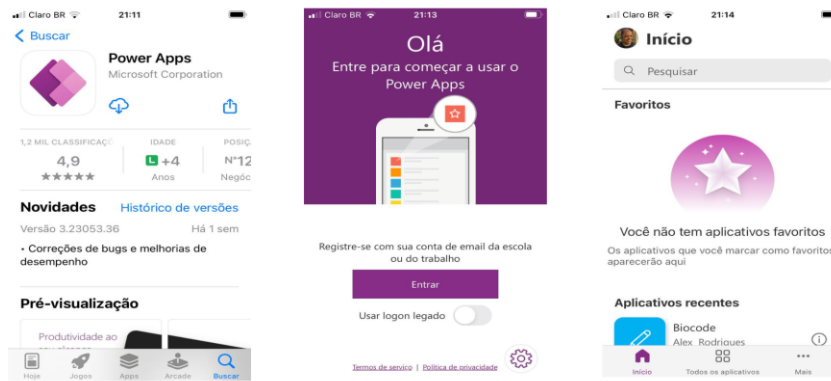 Claro BR 21:11
Buscar
Power Apps
Microsoft Corporation
1,2 MIL CLASSIFICAÇÕ
IDADE
POSIÇ
4,9
L +4
N°12
★★★★★
Anos
Negóc
Novidades
Histórico de versões
Versão 3.23053.36
Há 1 sem
• Correções de bugs e melhorias de
desempenho
Pré-visualização
Produtividade ao
Hoje
Jogos
Apps
Arcade
Buscar
Claro BR 21:13
Olá
Entre para começar a usar o
Power Apps
Registre-se com sua conta de email da escola
ou do trabalho
Entrar
Usar logon legado
Termos de serviço | Política de privacidade
Claro BR 21:14
Início
Pesquisar
Favoritos
Você não tem aplicativos favoritos
Os aplicativos que você marcar como favoritos
aparecerão aqui
Aplicativos recentes
Biocode
Alex Rodrigues
Início
Todos os aplicativos
Mais